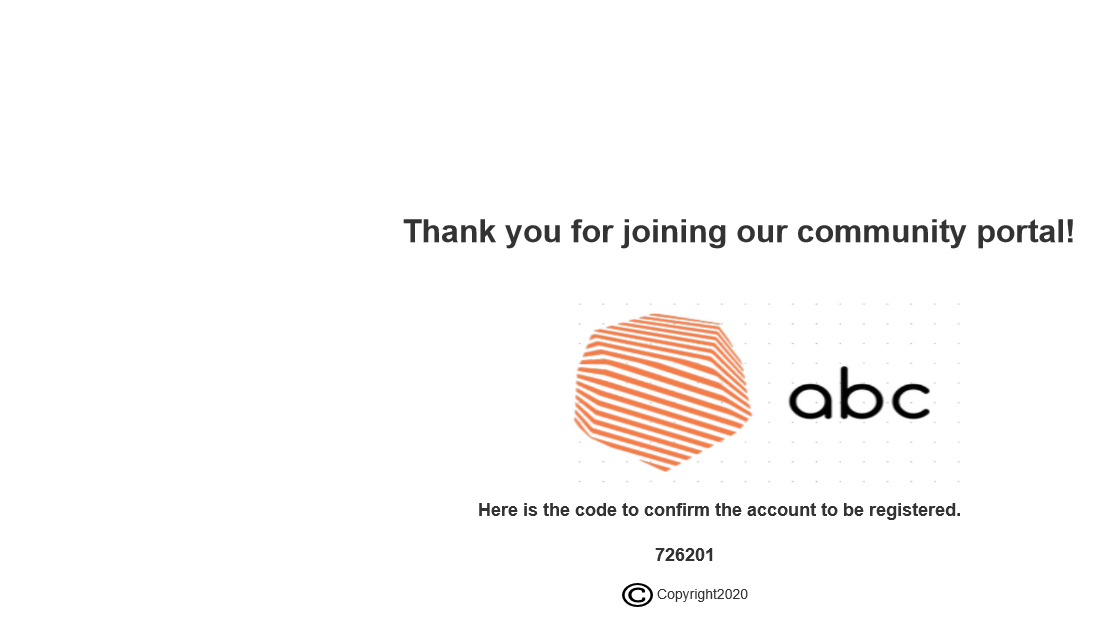 Thank you for joining our community portal!
abc
Here is the code to confirm the account to be registered.
726201
© Copyright2020